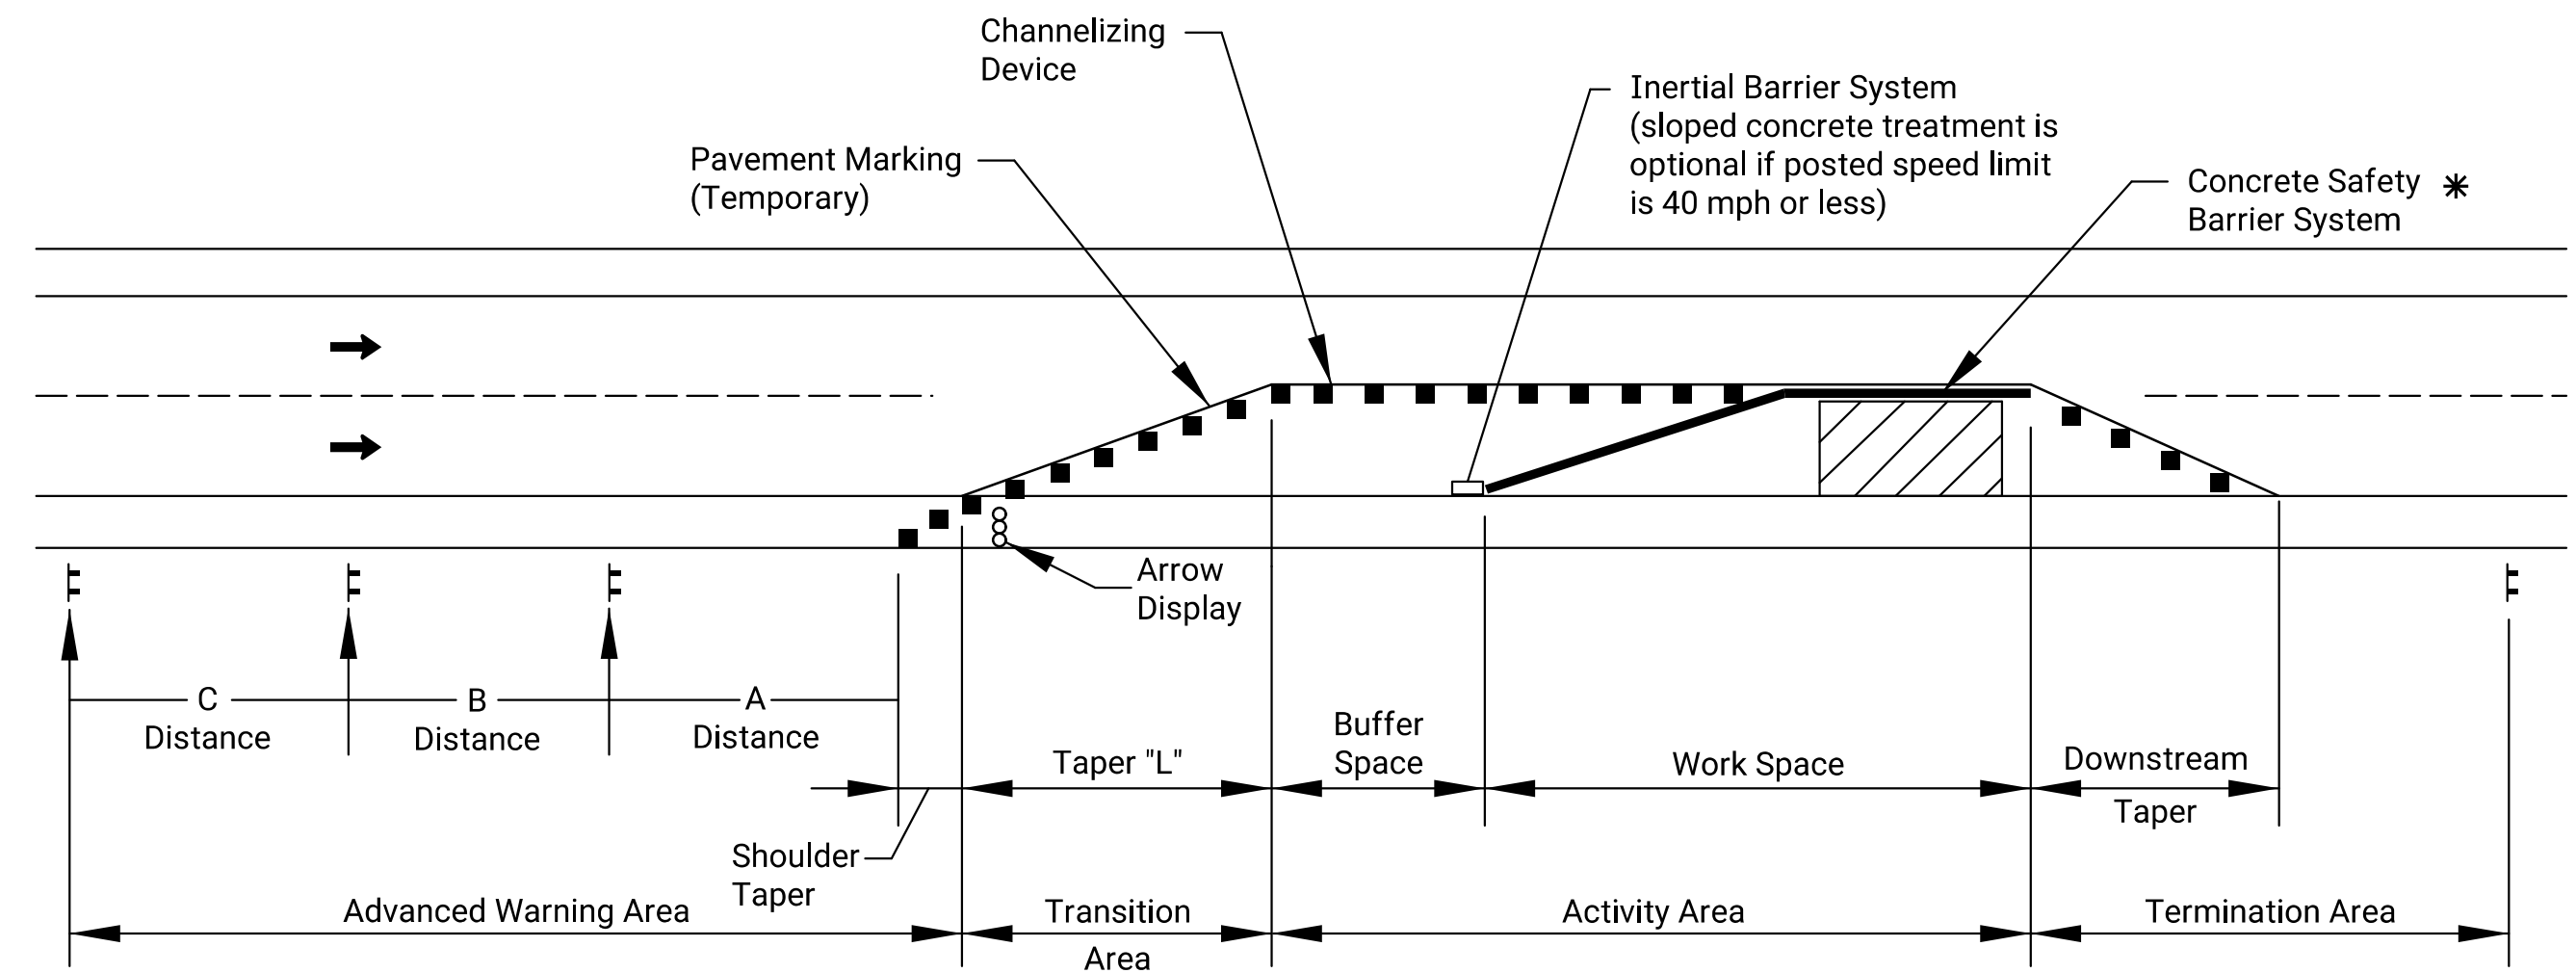 Channelizing
Device
Inertial Barrier System
(sloped concrete treatment is
optional if posted speed limit
is 40 mph or less)
Pavement Marking
(Temporary)
Concrete Safety *
Barrier System
Arrow
Display
C
Distance
B
Distance
A
Distance
Buffer
Space
Taper "L"
Work Space
Downstream
Taper
Shoulder
Taper
Advanced Warning Area
Transition
Area
Activity Area
Termination Area